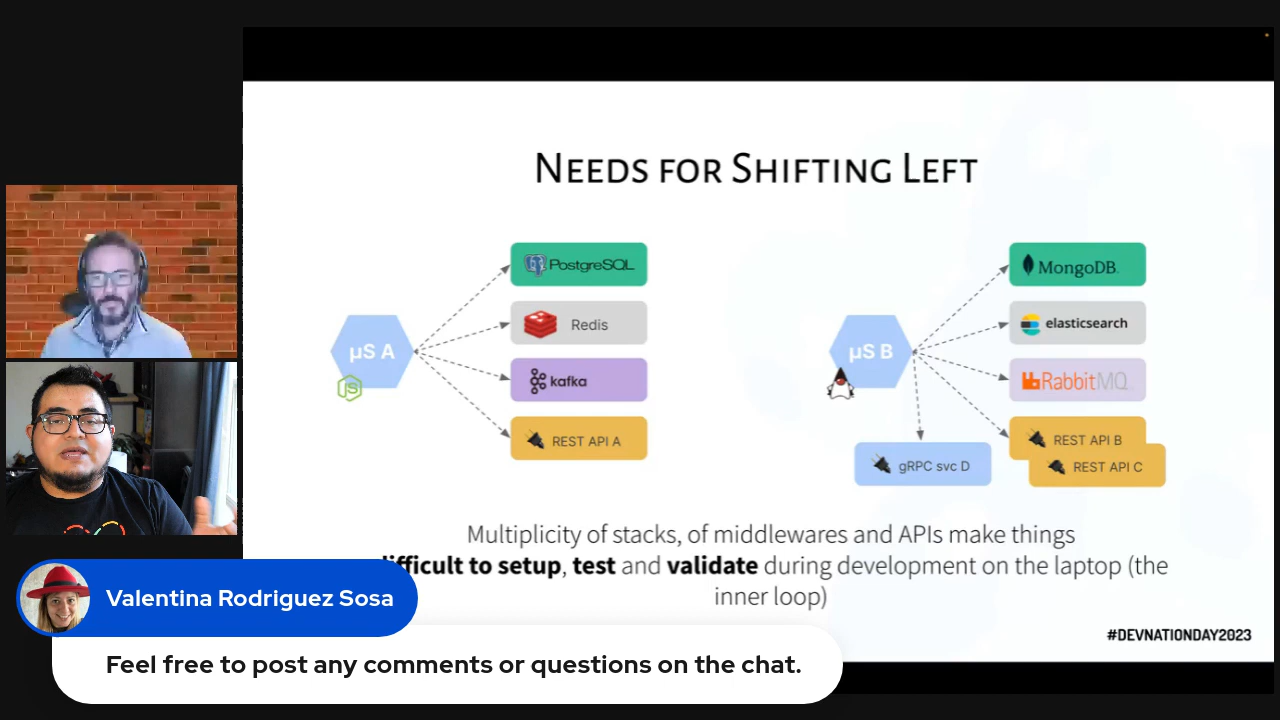 NEEDS FOR SHIFTING LEFT
PostgreSQL
Redis
kafka
REST API A
µS A
JS
MongoDB.
elasticsearch
RabbitMQ
REST API B
REST API C
gRPC svc D
µS B
Multiplicity of stacks, of middlewares and APIs make things
difficult to setup, test and validate during development on the laptop (the
inner loop)
#DEVNATIONDAY2023
Valentina Rodriguez Sosa
Feel free to post any comments or questions on the chat.